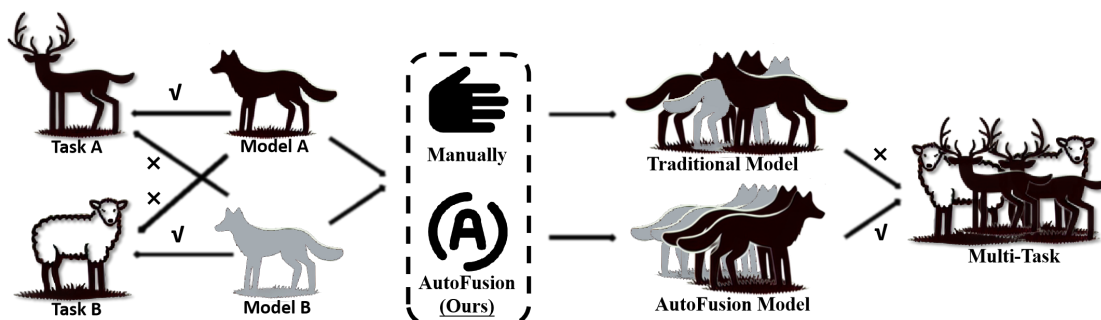 √
Task A
Model A
×
×
√
Task B
Model B
Manually
A
AutoFusion
(Ours)
Traditional Model
AutoFusion Model
×
√
Multi-Task